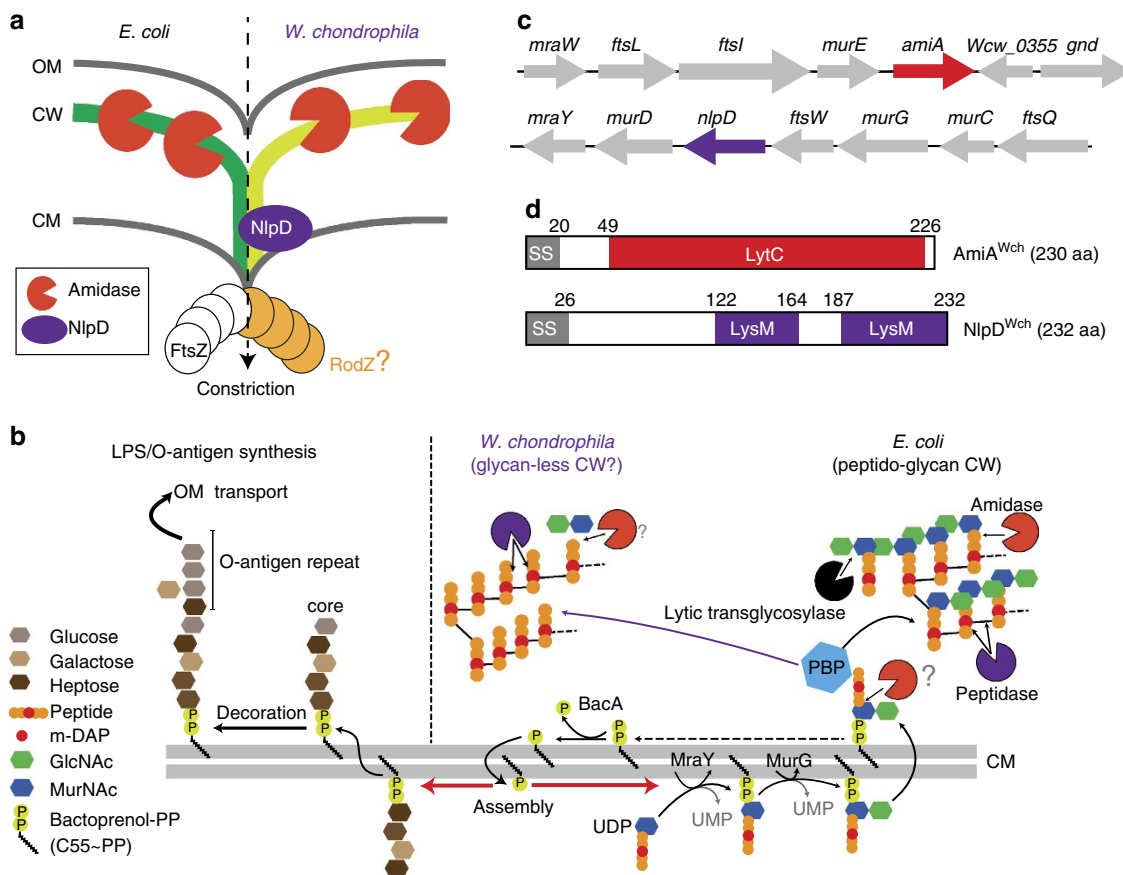 a
E. coli
W. chondrophila
OM
CW
CM
NlpD
Amidase
NlpD
FtsZ
RodZ?
Constriction
c
mraW ftsL ftsI murE amiA Wcw_0355 gnd
mraY murD nlpD ftsW murG murC ftsQ
d
20 49 226
SS LytC AmiA^Wch (230 aa)
26 122 164 187 232
SS LysM LysM NlpD^Wch (232 aa)
b
LPS/O-antigen synthesis
OM transport
O-antigen repeat
core
Decoration
Glucose
Galactose
Heptose
Peptide
m-DAP
GlcNAc
MurNAc
P
P
Bactoprenol-PP
(C55~PP)
W. chondrophila
(glycan-less CW?)
?
E. coli
(peptido-glycan CW)
Amidase
Lytic transglycosylase
PBP
?
Peptidase
P
P
P
P
P
BacA
P
P
P
P
P
P
CM
P
P
P
Assembly
MraY
MurG
P
P
P
P
UDP
UMP
UMP